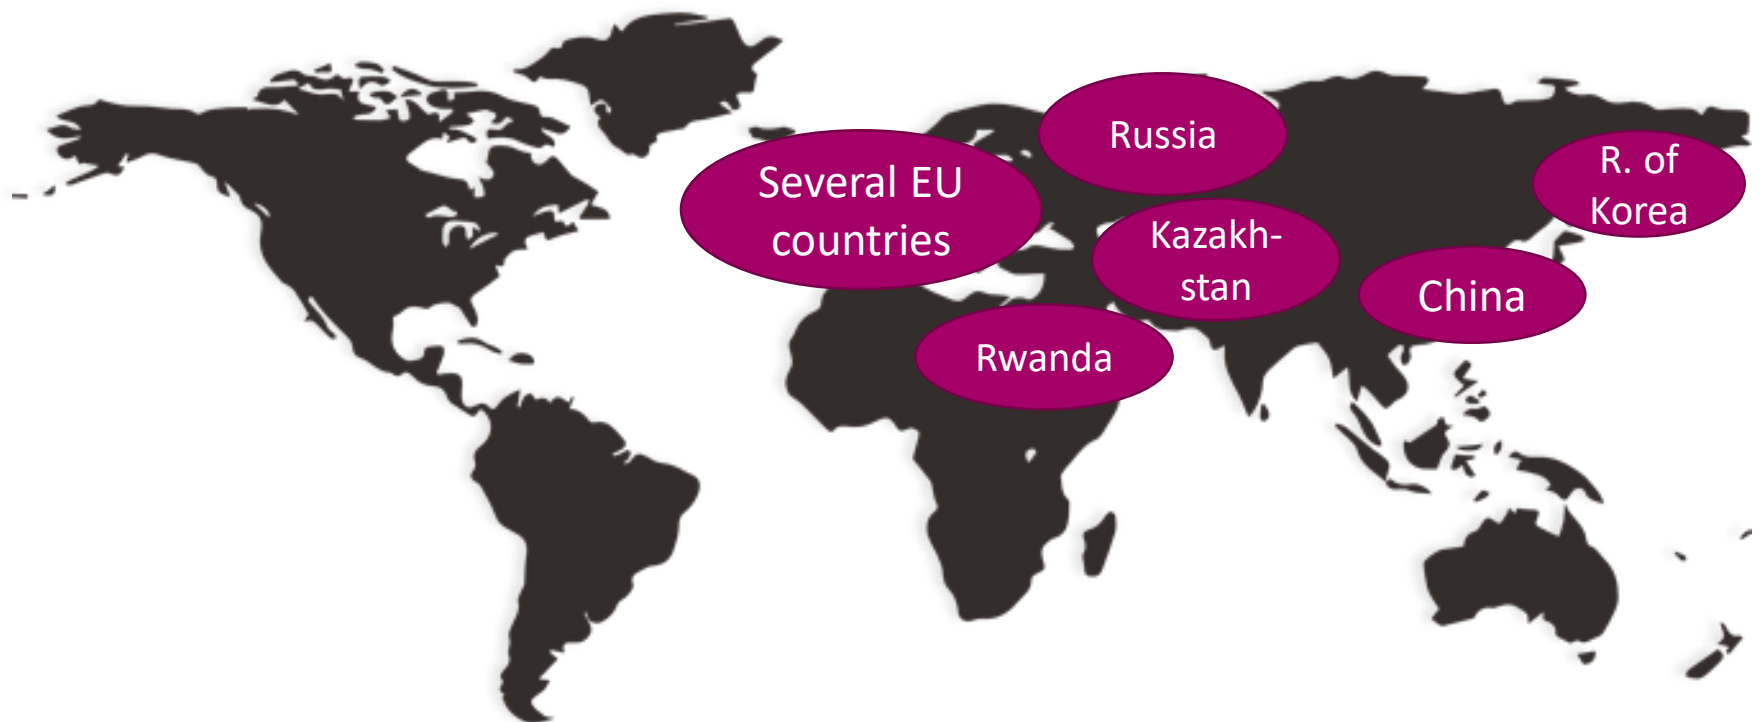 Russia
Several EU
countries
R. of
Korea
Kazakh-
stan
China
Rwanda